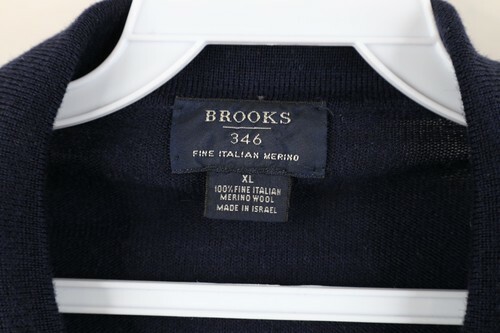 BROOKS
346
FINE ITALIAN MERINO
XL
100% FINE ITALIAN
MERINO WOOL
MADE IN ISRAEL